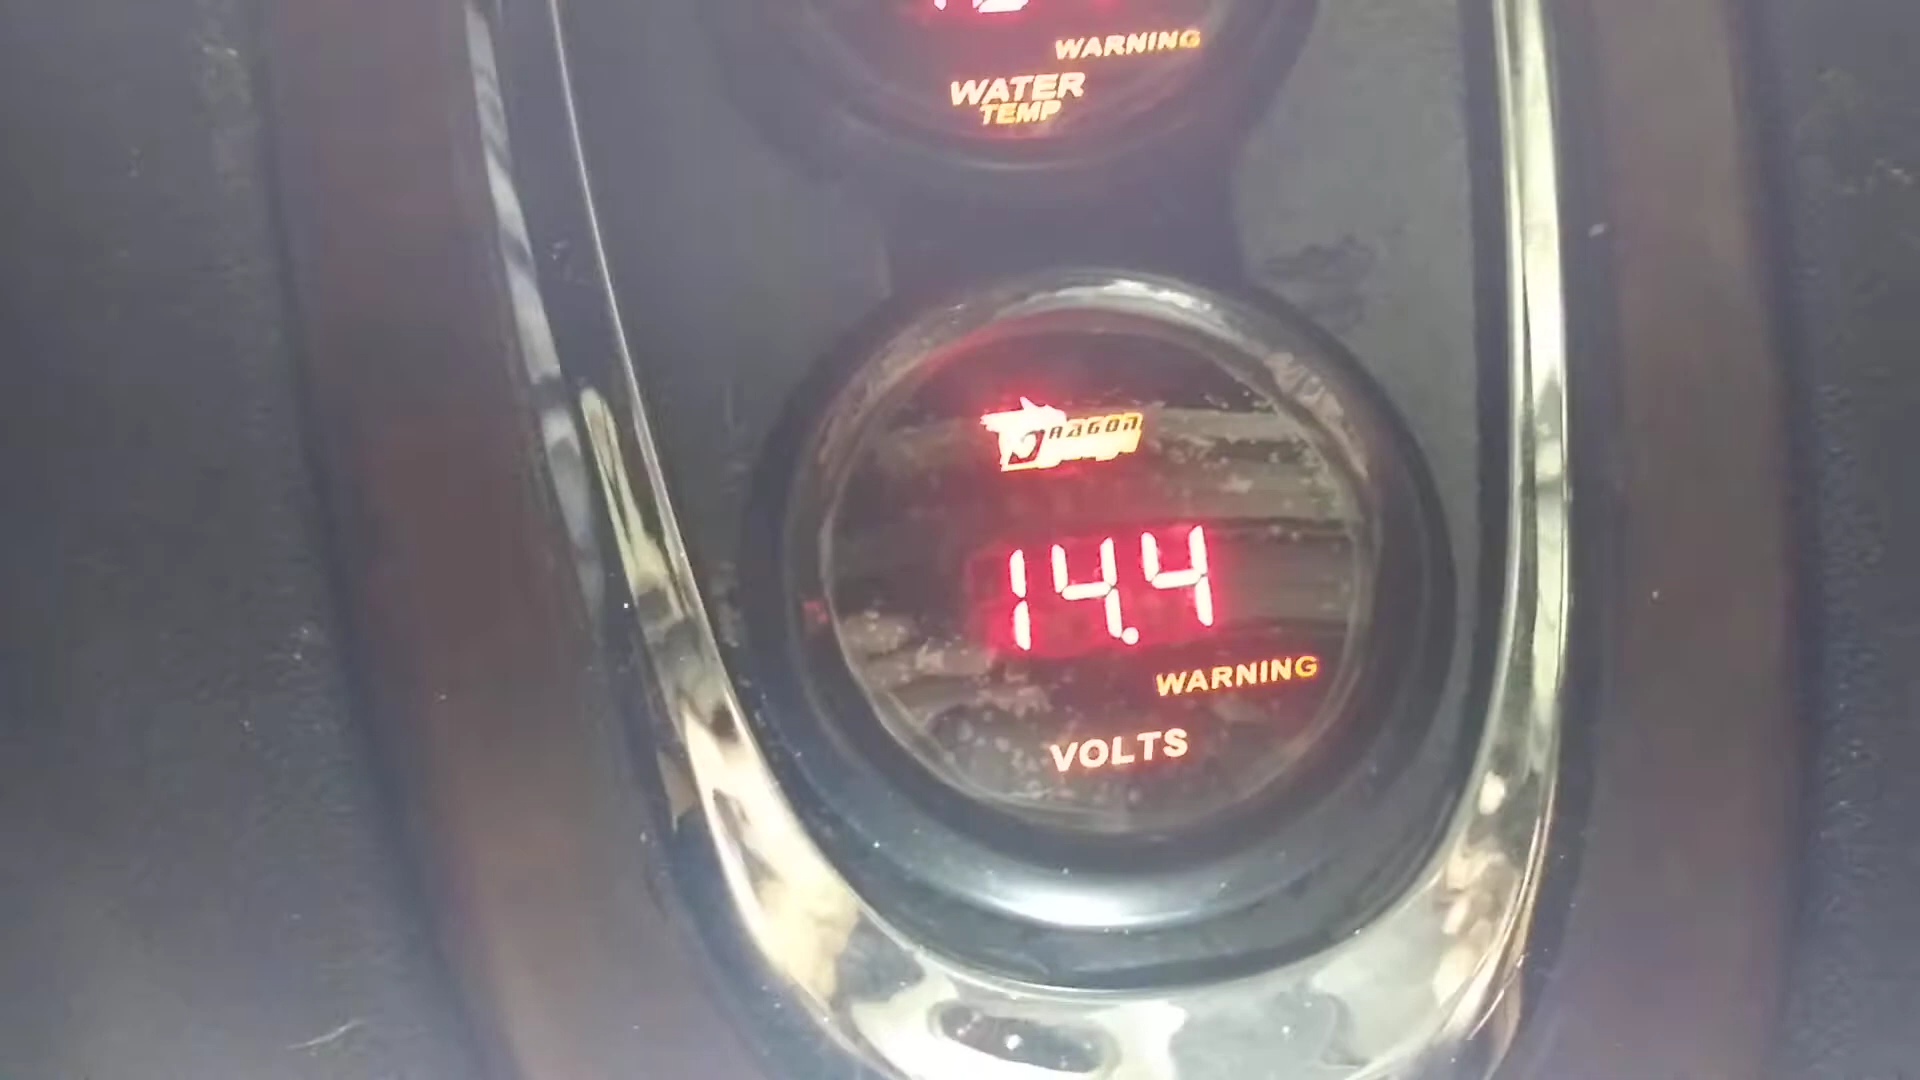 WARNING
WATER
TEMP
DRAGON
14.4
WARNING
VOLTS